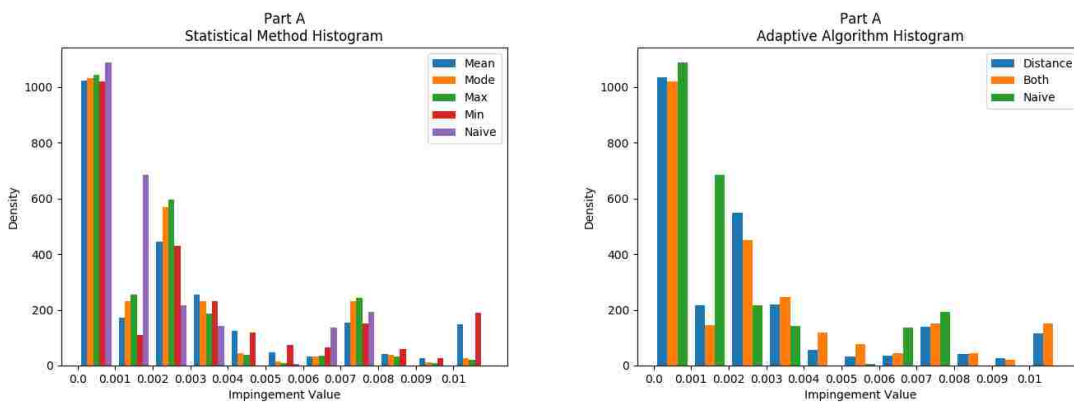 Part A
Statistical Method Histogram
Mean
Mode
Max
Min
Naive
1000
800
600
400
200
0
Density
0.0 0.001 0.002 0.003 0.004 0.005 0.006 0.007 0.008 0.009 0.01
Impingement Value
Part A
Adaptive Algorithm Histogram
Distance
Both
Naive
1000
800
600
400
200
0
Density
0.0 0.001 0.002 0.003 0.004 0.005 0.006 0.007 0.008 0.009 0.01
Impingement Value